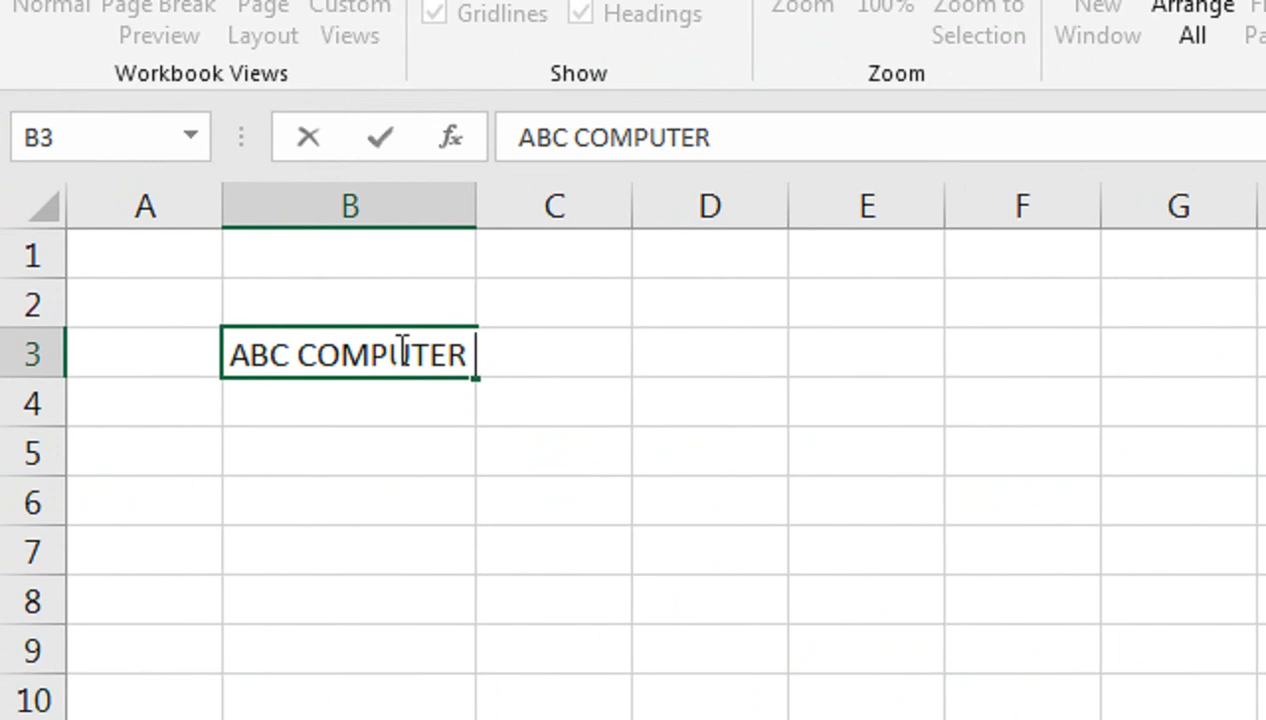 Normal Page Break Page Custom Gridlines Headings Zoom 100% Zoom to New Arrange
Preview Layout Views Selection Window All
Workbook Views Show Zoom
B3 fx ABC COMPUTER
A B C D E F G
1
2
3 ABC COMPUTER
4
5
6
7
8
9
10